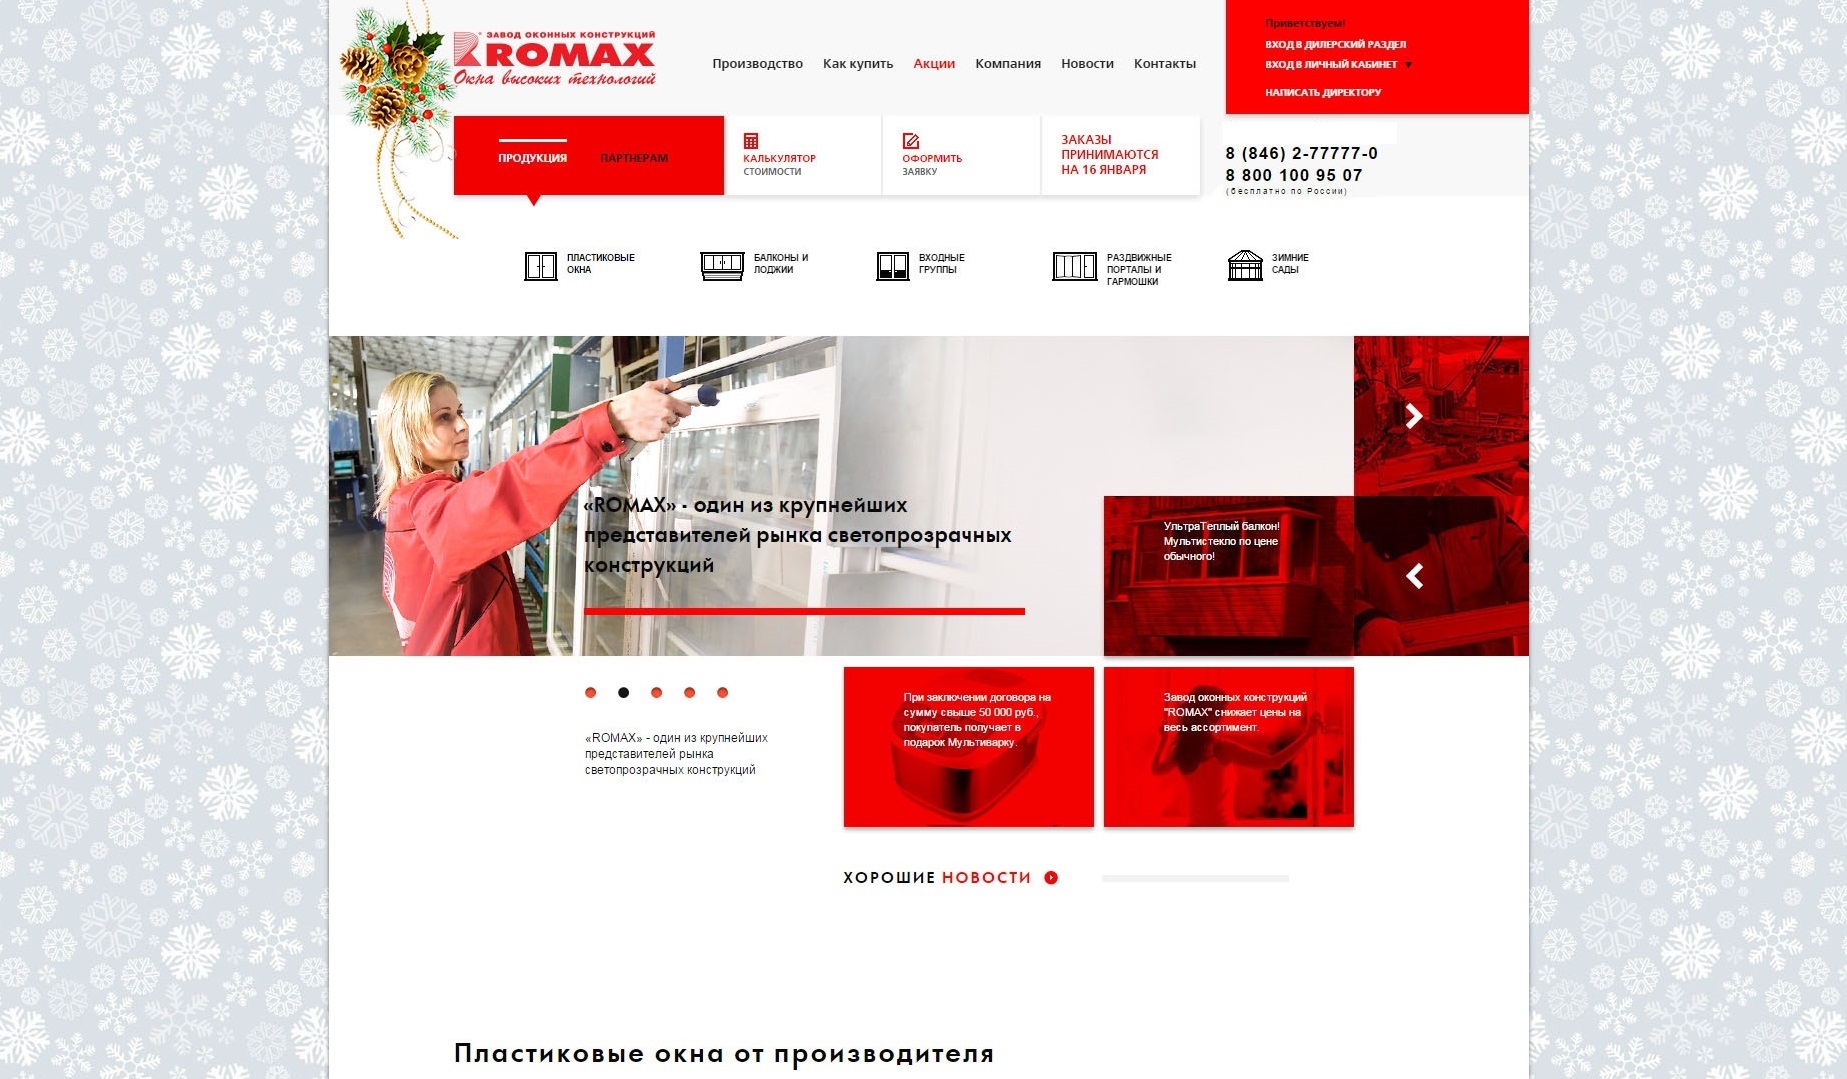 ЗАВОД ОКОННЫХ КОНСТРУКЦИЙ
ROMAX
Окна высоких технологий
Производство Как купить Акции Компания Новости Контакты
Приветствуем!
ВХОД В ДИЛЕРСКИЙ РАЗДЕЛ
ВХОД В ЛИЧНЫЙ КАБИНЕТ
НАПИСАТЬ ДИРЕКТОРУ
ПРОДУКЦИЯ ПАРТНЕРАМ
КАЛЬКУЛЯТОР
СТОИМОСТИ
ОФОРМИТЬ
ЗАЯВКУ
ЗАКАЗЫ
ПРИНИМАЮТСЯ
НА 16 ЯНВАРЯ
8 (846) 2-77777-0
8 800 100 95 07
(бесплатно по России)
ПЛАСТИКОВЫЕ
ОКНА
БАЛКОНЫ И
ЛОДЖИИ
ВХОДНЫЕ
ГРУППЫ
РАЗДВИЖНЫЕ
ПОРТАЛЫ И
ГАРМОШКИ
ЗИМНИЕ
САДЫ
«ROMAX» - один из крупнейших
представителей рынка светопрозрачных
конструкций
УльтраТеплый балкон!
Мультистекло по цене
обычного!
«ROMAX» - один из крупнейших
представителей рынка
светопрозрачных конструкций
При заключении договора на
сумму свыше 50 000 руб.,
покупатель получает в
подарок Мультиварку.
Завод оконных конструкций
"ROMAX" снижает цены на
весь ассортимент.
ХОРОШИЕ НОВОСТИ
Пластиковые окна от производителя